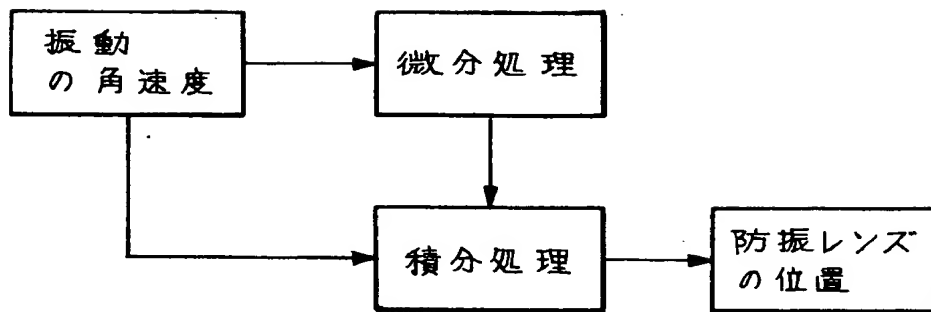 振動
の角速度
微分処理
積分処理
防振レンズ
の位置